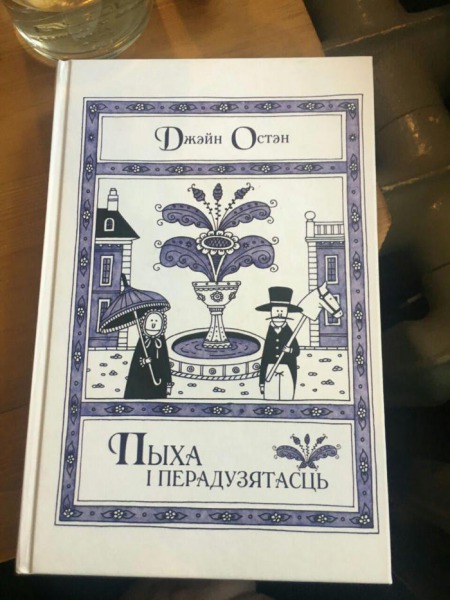 Джэйн Остэн
Пыха
і перадузятасць